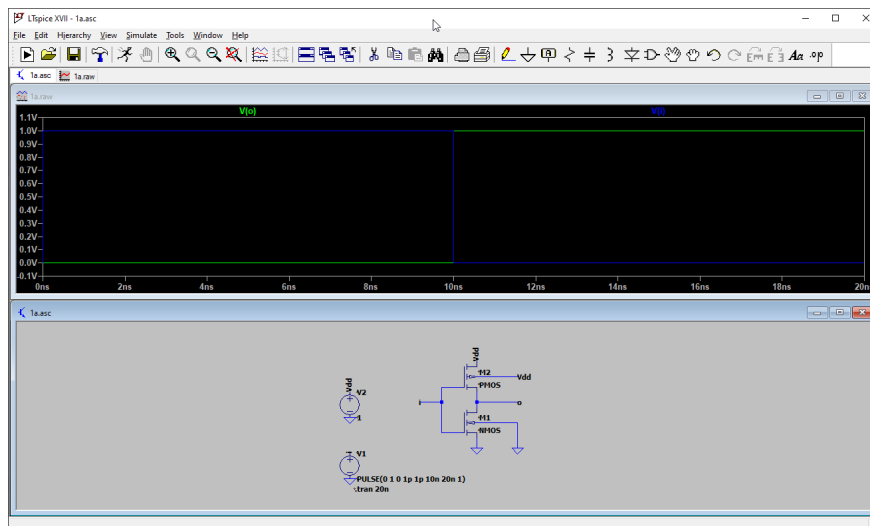 LTspice XVII - 1a.asc
File Edit Hierarchy View Simulate Tools Window Help
Aa .op
1a.asc 1a.raw
1a.raw
V(o) V(i)
1.1V
1.0V
0.9V
0.8V
0.7V
0.6V
0.5V
0.4V
0.3V
0.2V
0.1V
0.0V
-0.1V
0ns 2ns 4ns 6ns 8ns 10ns 12ns 14ns 16ns 18ns 20ns
1a.asc
Vdd
M2
Vdd
PMOS
Vdd
V2
1
i
o
M1
NMOS
i
V1
PULSE(0 1 0 1p 1p 10n 20n 1)
.tran 20n